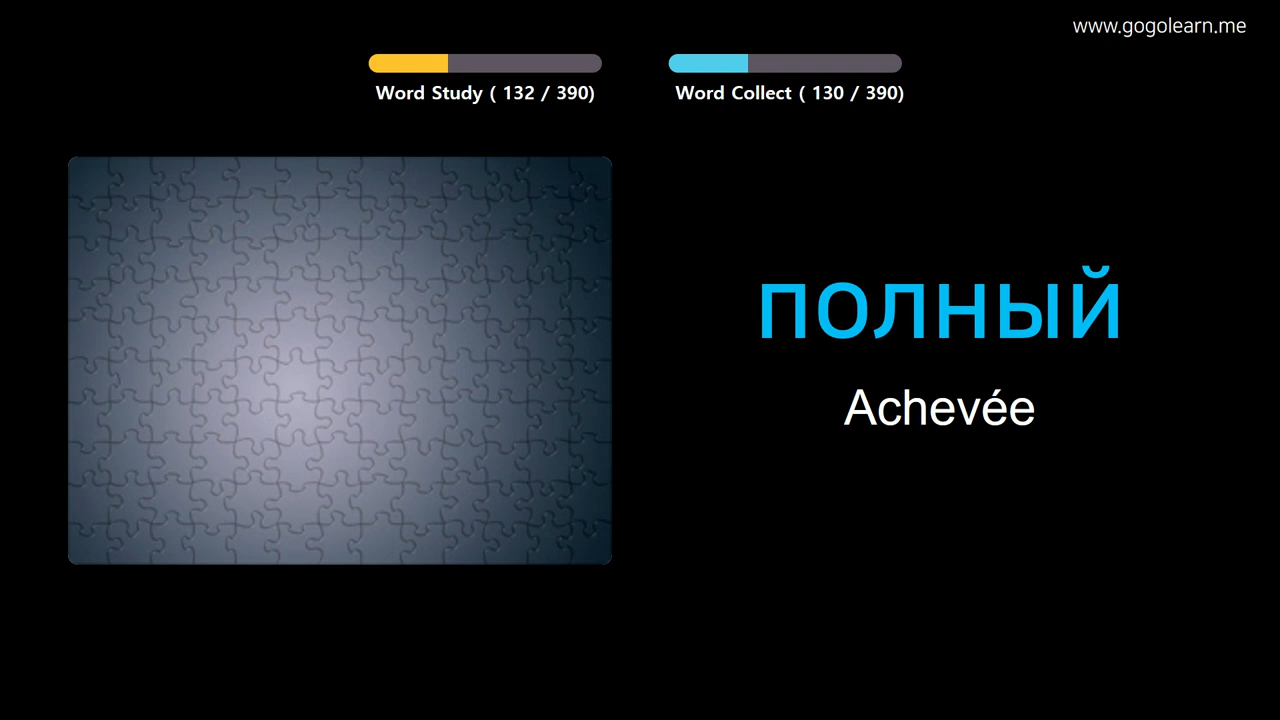 www.gogolearn.me
Word Study ( 132 / 390)
Word Collect ( 130 / 390)
полный
Achevée